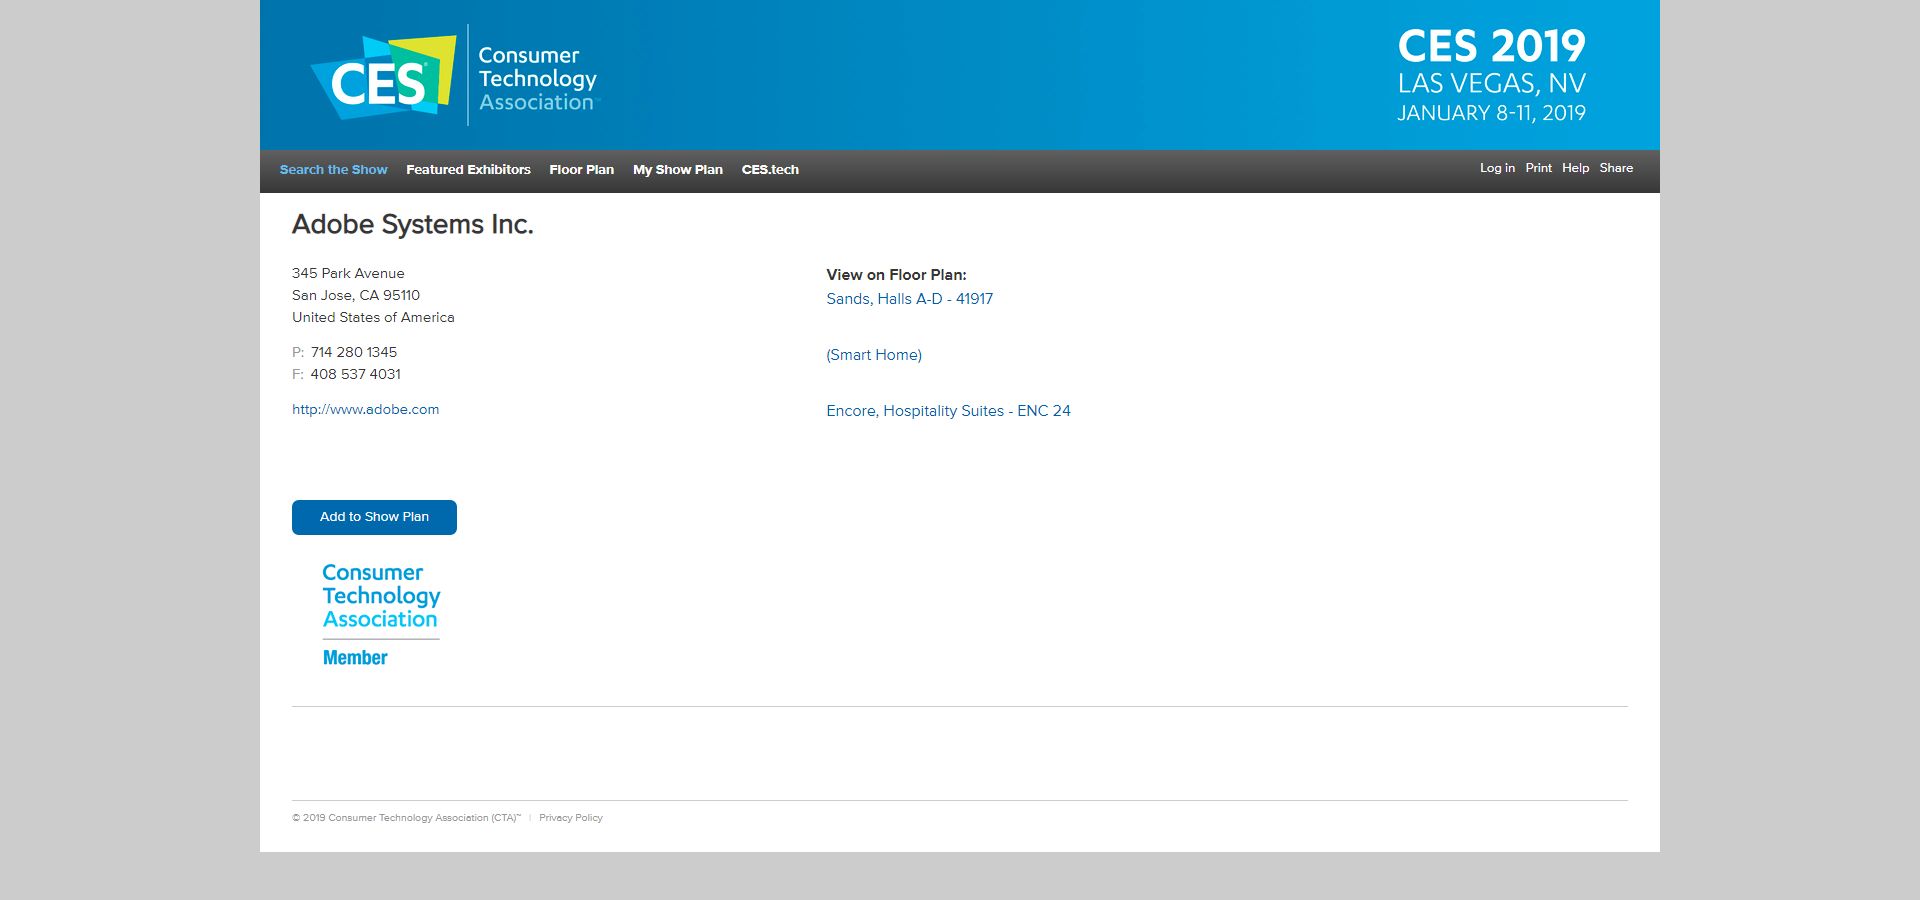 CES®
Consumer
Technology
Association™
CES 2019
LAS VEGAS, NV
JANUARY 8-11, 2019
Search the Show Featured Exhibitors Floor Plan My Show Plan CES.tech Log in Print Help Share
Adobe Systems Inc.
345 Park Avenue
San Jose, CA 95110
United States of America
P: 714 280 1345
F: 408 537 4031
http://www.adobe.com
View on Floor Plan:
Sands, Halls A-D - 41917
(Smart Home)
Encore, Hospitality Suites - ENC 24
Add to Show Plan
Consumer
Technology
Association
Member
© 2019 Consumer Technology Association (CTA)™ | Privacy Policy